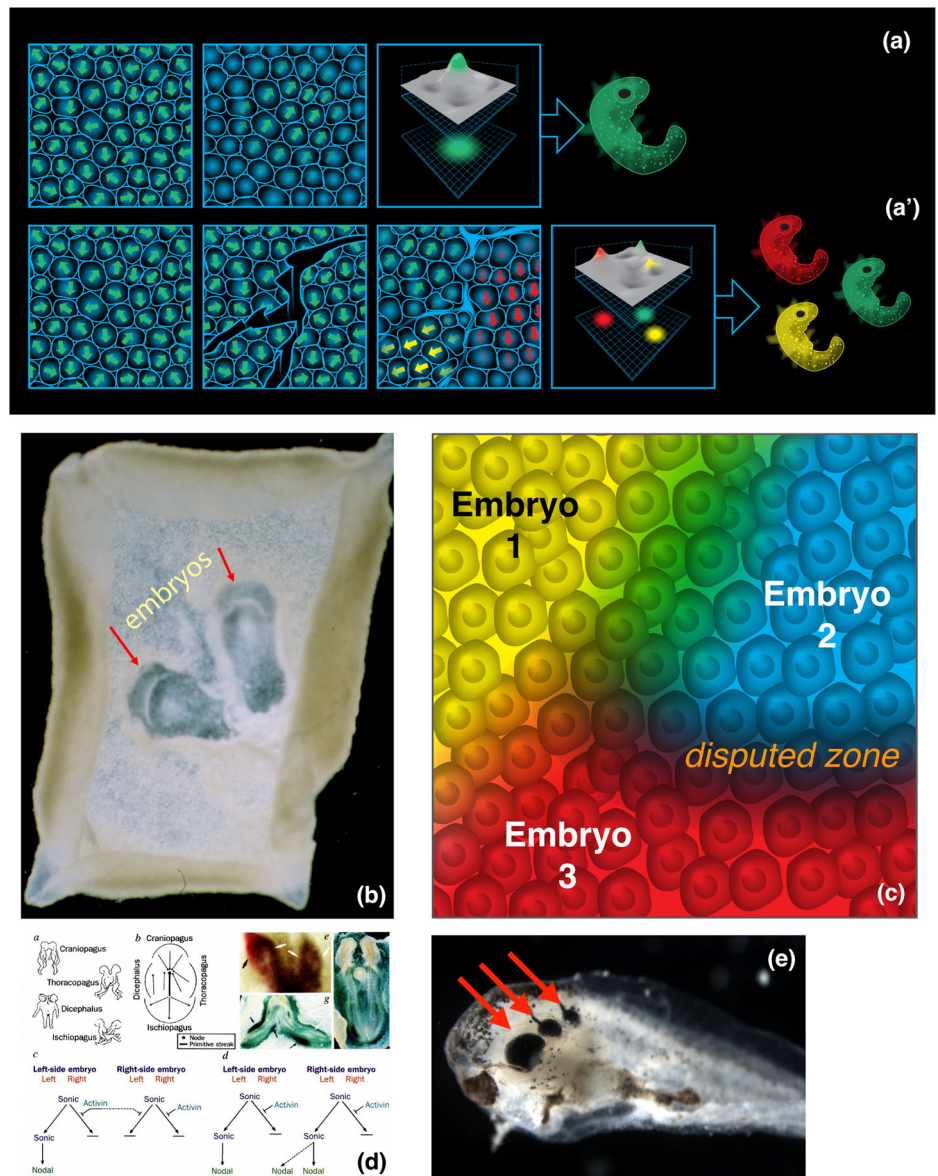 (a)
(a')
embryos
(b)
Embryo
1
Embryo
2
disputed zone
Embryo
3
(c)
a
Craniopagus
Thoracopagus
Dicephalus
Ischiopagus
b
Craniopagus
Dicephalus
Thoracopagus
Ischiopagus
Node
Primitive streak
e
g
c
Left-side embryo
Right-side embryo
Left Right
Left Right
Sonic
Activin
Sonic
Activin
Sonic
Nodal
d
Left-side embryo
Right-side embryo
Left Right
Left Right
Sonic
Activin
Sonic
Activin
Sonic
Sonic
Nodal
Nodal
Nodal
(d)
(e)